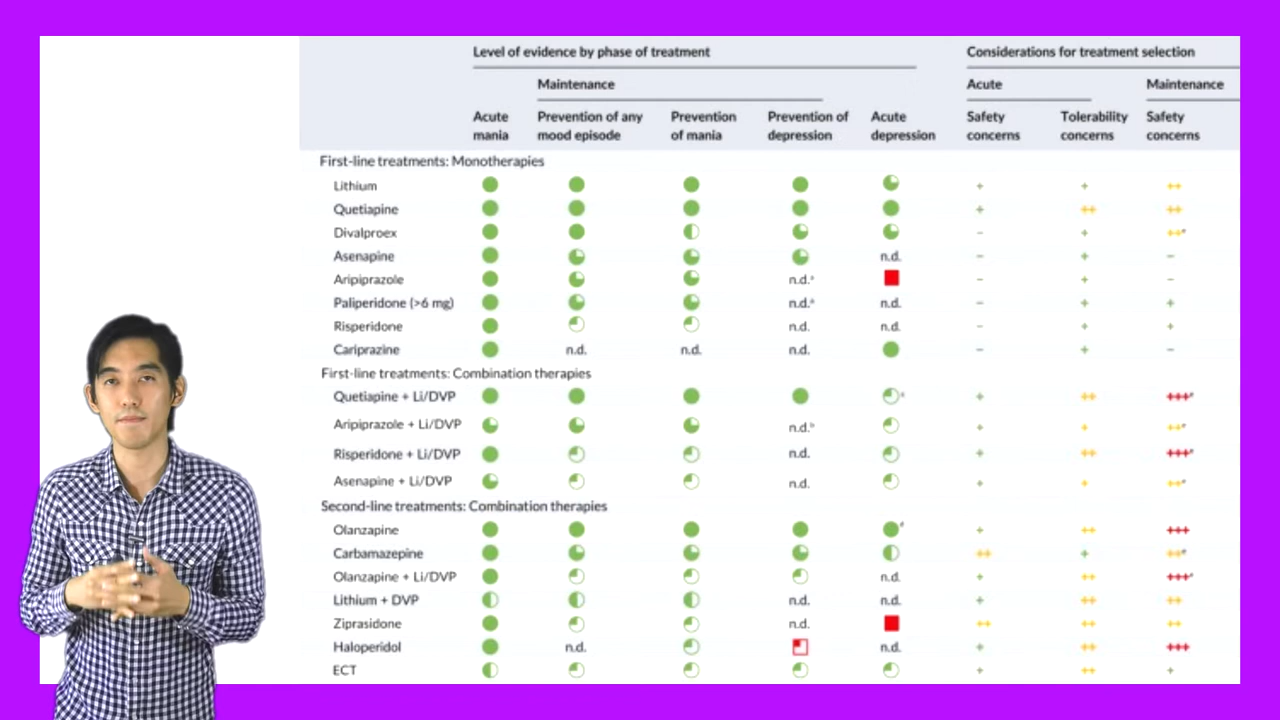 Level of evidence by phase of treatment Considerations for treatment selection
Maintenance Acute Maintenance
Acute mania Prevention of any mood episode Prevention of mania Prevention of depression Acute depression Safety concerns Tolerability concerns Safety concerns
First-line treatments: Monotherapies
Lithium + + ++
Quetiapine + ++ ++
Divalproex – + ++
Asenapine n.d. – + –
Aripiprazole n.d. – + –
Paliperidone (>6 mg) n.d. n.d. – + +
Risperidone n.d. n.d. – + +
Cariprazine n.d. n.d. n.d. – + –
First-line treatments: Combination therapies
Quetiapine + Li/DVP + ++ +++
Aripiprazole + Li/DVP n.d. + + ++
Risperidone + Li/DVP n.d. + ++ +++
Asenapine + Li/DVP n.d. + + ++
Second-line treatments: Combination therapies
Olanzapine + ++ +++
Carbamazepine ++ + ++
Olanzapine + Li/DVP n.d. + ++ +++
Lithium + DVP n.d. n.d. + ++ ++
Ziprasidone n.d. ++ ++ ++
Haloperidol n.d. n.d. + ++ +++
ECT + ++ +